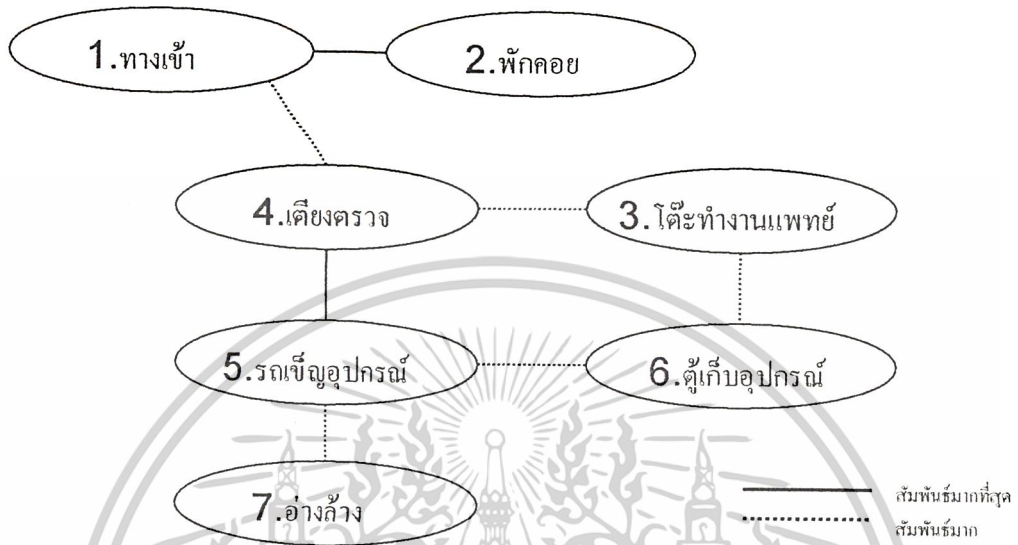 1.ทางเข้า
2.พักคอย
4.เตียงตรวจ
3.โต๊ะทำงานแพทย์
5.รถเข็ญอุปกรณ์
6.ตู้เก็บอุปกรณ์
7.อ่างล้าง
สัมพันธ์มากที่สุด
สัมพันธ์มาก